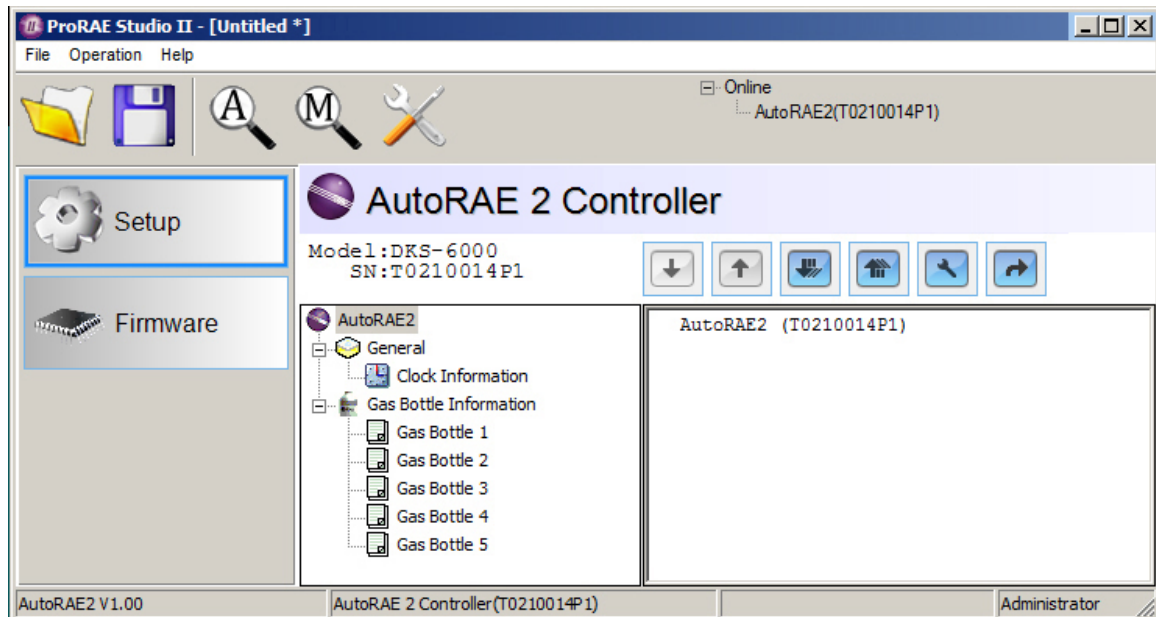 ProRAE Studio II - [Untitled *]
File Operation Help
A
M
Online
AutoRAE2(T0210014P1)
Setup
Firmware
AutoRAE 2 Controller
Model:DKS-6000
SN:T0210014P1
AutoRAE2
General
Clock Information
Gas Bottle Information
Gas Bottle 1
Gas Bottle 2
Gas Bottle 3
Gas Bottle 4
Gas Bottle 5
AutoRAE2 (T0210014P1)
AutoRAE2 V1.00
AutoRAE 2 Controller(T0210014P1)
Administrator